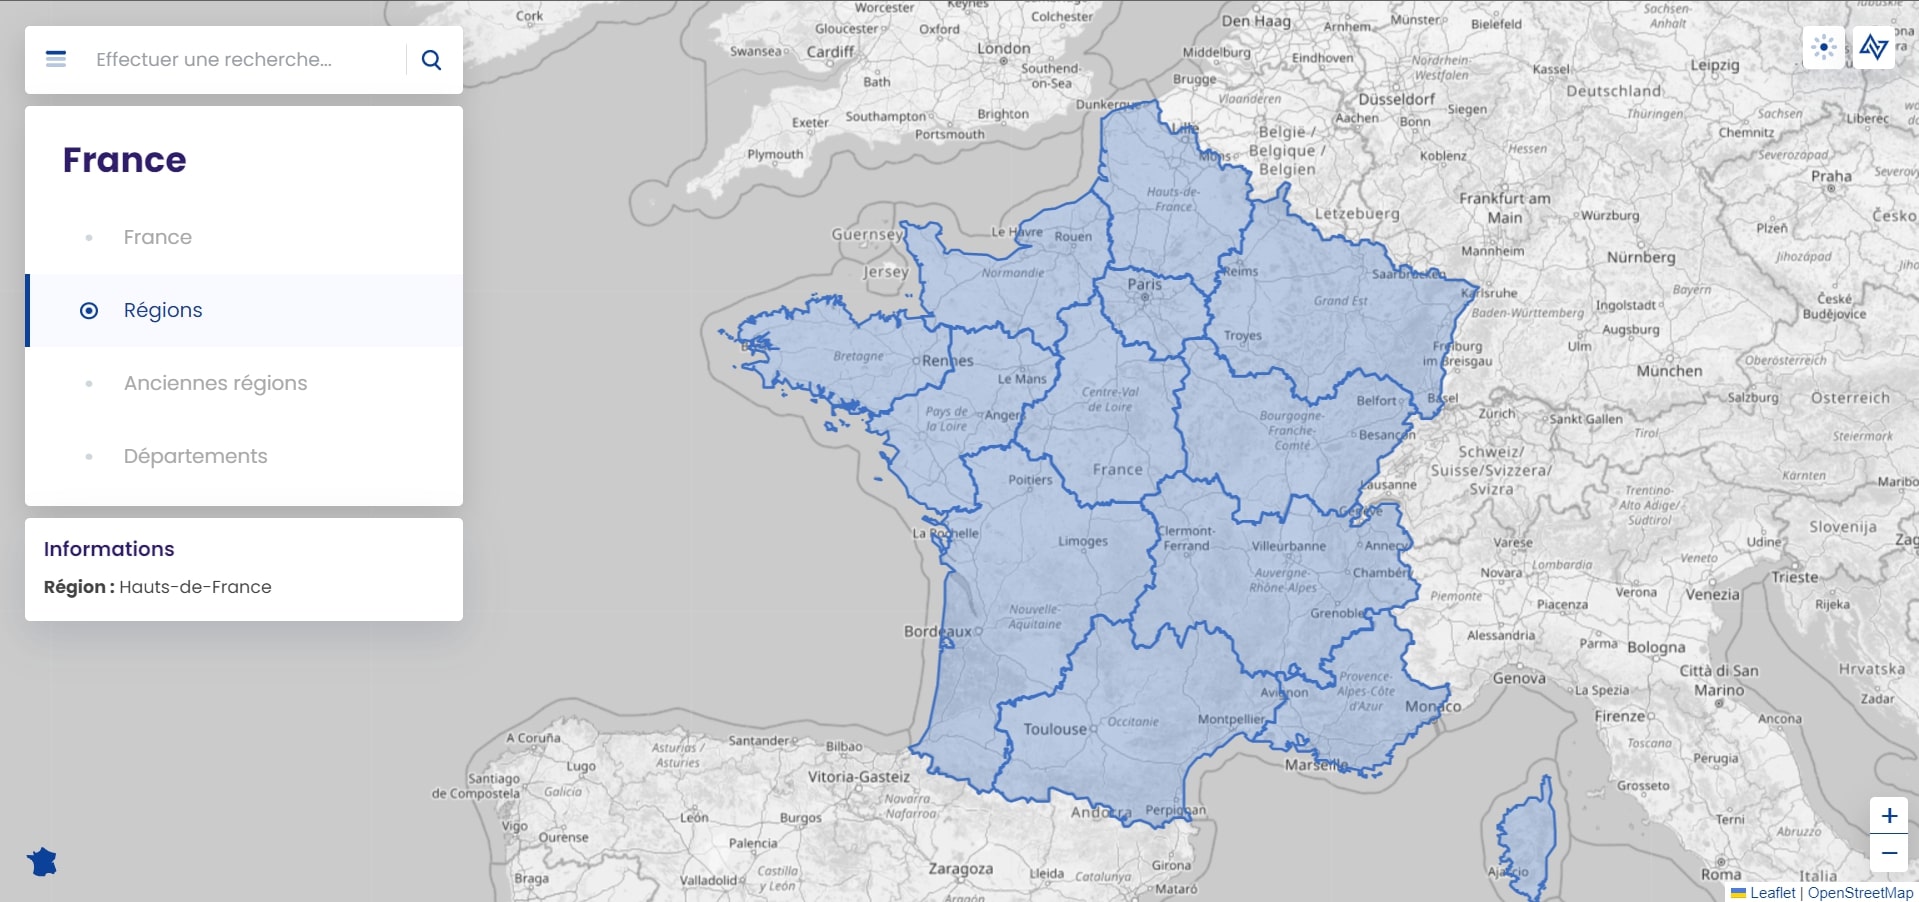 Effectuer une recherche...
France
France
Régions
Anciennes régions
Départements
Informations
Région : Hauts-de-France
Cork
Worcester
Keynes
Colchester
Gloucester
Oxford
Swansea
Cardiff
London
Southend-
on-Sea
Bath
Exeter
Southampton
Brighton
Portsmouth
Plymouth
Den Haag
Arnhem
Münster
Bielefeld
Sachsen-
Anhalt
Middelburg
Eindhoven
Nordrhein-
Westfalen
Kassel
Leipzig
Brugge
Vlaanderen
Düsseldorf
Siegen
Deutschland
Dunkerque
Lille
Aachen
Bonn
Thüringen
Sachsen
Liberec
Chemnitz
België /
Belgique /
Belgien
Mons
Koblenz
Hessen
Severozápad
Praha
Severový
Hauts-de-
France
Frankfurt am
Main
Würzburg
Plzeň
Česko
Letzebuerg
Guernsey
Le Havre
Rouen
Mannheim
Nürnberg
Jihozápad
Jersey
Normandie
Paris
Reims
Saarbrücken
Karlsruhe
Bayern
Ingolstadt
České
Budějovice
Grand Est
Baden-Württemberg
Augsburg
Troyes
Freiburg
im Breisgau
Ulm
München
Oberösterreich
Bretagne
Rennes
Le Mans
Centre-Val
de Loire
Belfort
Basel
Zürich
Sankt Gallen
Salzburg
Österreich
Pays de
la Loire
Angers
Bourgogne-
Franche-
Comté
Besançon
Tirol
Steiermark
France
Schweiz/
Suisse/Svizzera/
Svizra
Poitiers
Lausanne
Kärnten
Maribo
Trentino-
Alto Adige/
Südtirol
Genève
La Rochelle
Limoges
Clermont-
Ferrand
Villeurbanne
Annecy
Varese
Lombardia
Veneto
Udine
Slovenija
Zag
Auvergne-
Rhône-Alpes
Chambéry
Novara
Verona
Venezia
Trieste
Piemonte
Piacenza
Rijeka
Nouvelle-
Aquitaine
Grenoble
Bordeaux
Alessandria
Parma
Bologna
Hrvatska
Provence-
Alpes-Côte
d'Azur
Avignon
Genova
La Spezia
Città di San
Marino
Zadar
Toulouse
Occitanie
Montpellier
Monaco
Firenze
Ancona
Toscana
Marseille
Perugia
A Coruña
Asturias /
Asturies
Santander
Bilbao
Lugo
Santiago
de Compostela
Galicia
Vitoria-Gasteiz
Grosseto
Navarra -
Nafarroa
Andorra
Perpignan
Vigo
Ourense
León
Burgos
Terni
Abruzzo
Palencia
Braga
Valladolid
Castilla
y León
Zaragoza
Lleida
Catalunya
Girona
Mataró
Ajaccio
Roma
Italia
+
−
Leaflet | OpenStreetMap